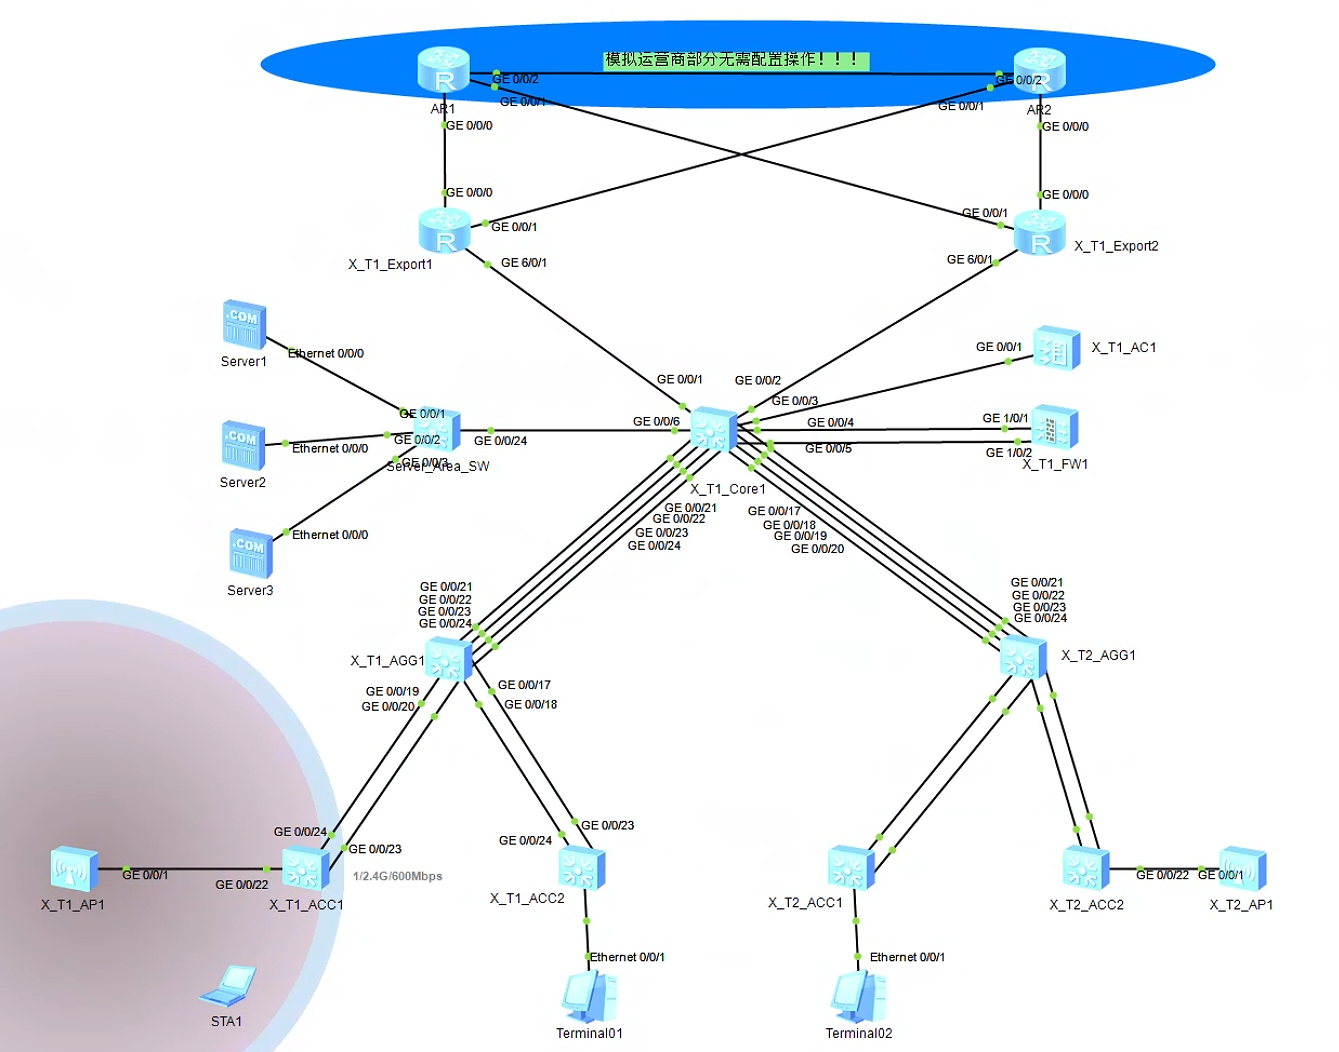 模拟运营商部分无需配置操作！！！
GE 0/0/2
GE 0/0/2
GE 0/0/1
GE 0/0/1
AR1
AR2
GE 0/0/0
GE 0/0/0
GE 0/0/0
GE 0/0/0
GE 0/0/1
GE 0/0/1
X_T1_Export1
X_T1_Export2
GE 6/0/1
GE 6/0/1
Server1
Ethernet 0/0/0
GE 0/0/1
X_T1_AC1
GE 0/0/1
GE 0/0/2
GE 0/0/3
GE 0/0/1
GE 0/0/6
GE 0/0/4
GE 1/0/1
Ethernet 0/0/0
GE 0/0/2
GE 0/0/24
GE 0/0/5
GE 1/0/2
GE 0/0/3
Server_Area_SW
X_T1_FW1
Server2
X_T1_Core1
Ethernet 0/0/0
Server3
GE 0/0/21
GE 0/0/22
GE 0/0/23
GE 0/0/24
GE 0/0/17
GE 0/0/18
GE 0/0/19
GE 0/0/20
GE 0/0/21
GE 0/0/22
GE 0/0/23
GE 0/0/24
GE 0/0/21
GE 0/0/22
GE 0/0/23
GE 0/0/24
X_T1_AGG1
X_T2_AGG1
GE 0/0/19
GE 0/0/20
GE 0/0/17
GE 0/0/18
GE 0/0/24
GE 0/0/23
GE 0/0/24
GE 0/0/23
GE 0/0/1
GE 0/0/22
1/2.4G/600Mbps
GE 0/0/22
GE 0/0/1
X_T1_AP1
X_T1_ACC1
X_T1_ACC2
X_T2_ACC1
X_T2_ACC2
X_T2_AP1
Ethernet 0/0/1
Ethernet 0/0/1
STA1
Terminal01
Terminal02